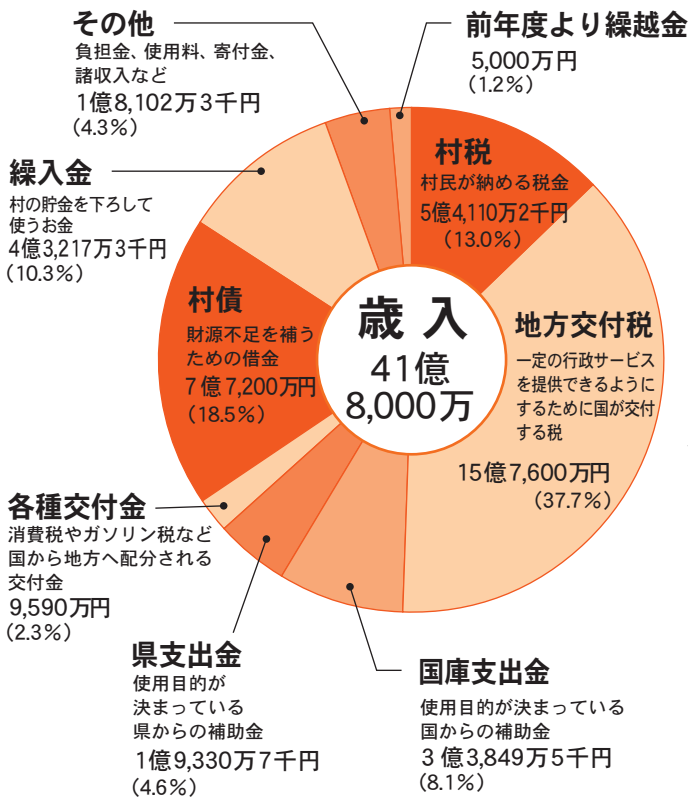 その他
負担金、使用料、寄付金、
諸収入など
1億8,102万3千円
(4.3%)
前年度より繰越金
5,000万円
(1.2%)
繰入金
村の貯金を下ろして
使うお金
4億3,217万3千円
(10.3%)
村税
村民が納める税金
5億4,110万2千円
(13.0%)
村債
財源不足を補う
ための借金
7億7,200万円
(18.5%)
歳入
41億
8,000万
地方交付税
一定の行政サービス
を提供できるように
するために国が交付
する税
15億7,600万円
(37.7%)
各種交付金
消費税やガソリン税など
国から地方へ配分される
交付金
9,590万円
(2.3%)
県支出金
使用目的が
決まっている
県からの補助金
1億9,330万7千円
(4.6%)
国庫支出金
使用目的が決まっている
国からの補助金
3億3,849万5千円
(8.1%)